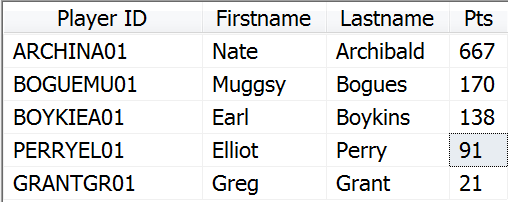 Player ID Firstname Lastname Pts
ARCHINA01 Nate Archibald 667
BOGUEMU01 Muggsy Bogues 170
BOYKIEA01 Earl Boykins 138
PERRYEL01 Elliot Perry 91
GRANTGR01 Greg Grant 21